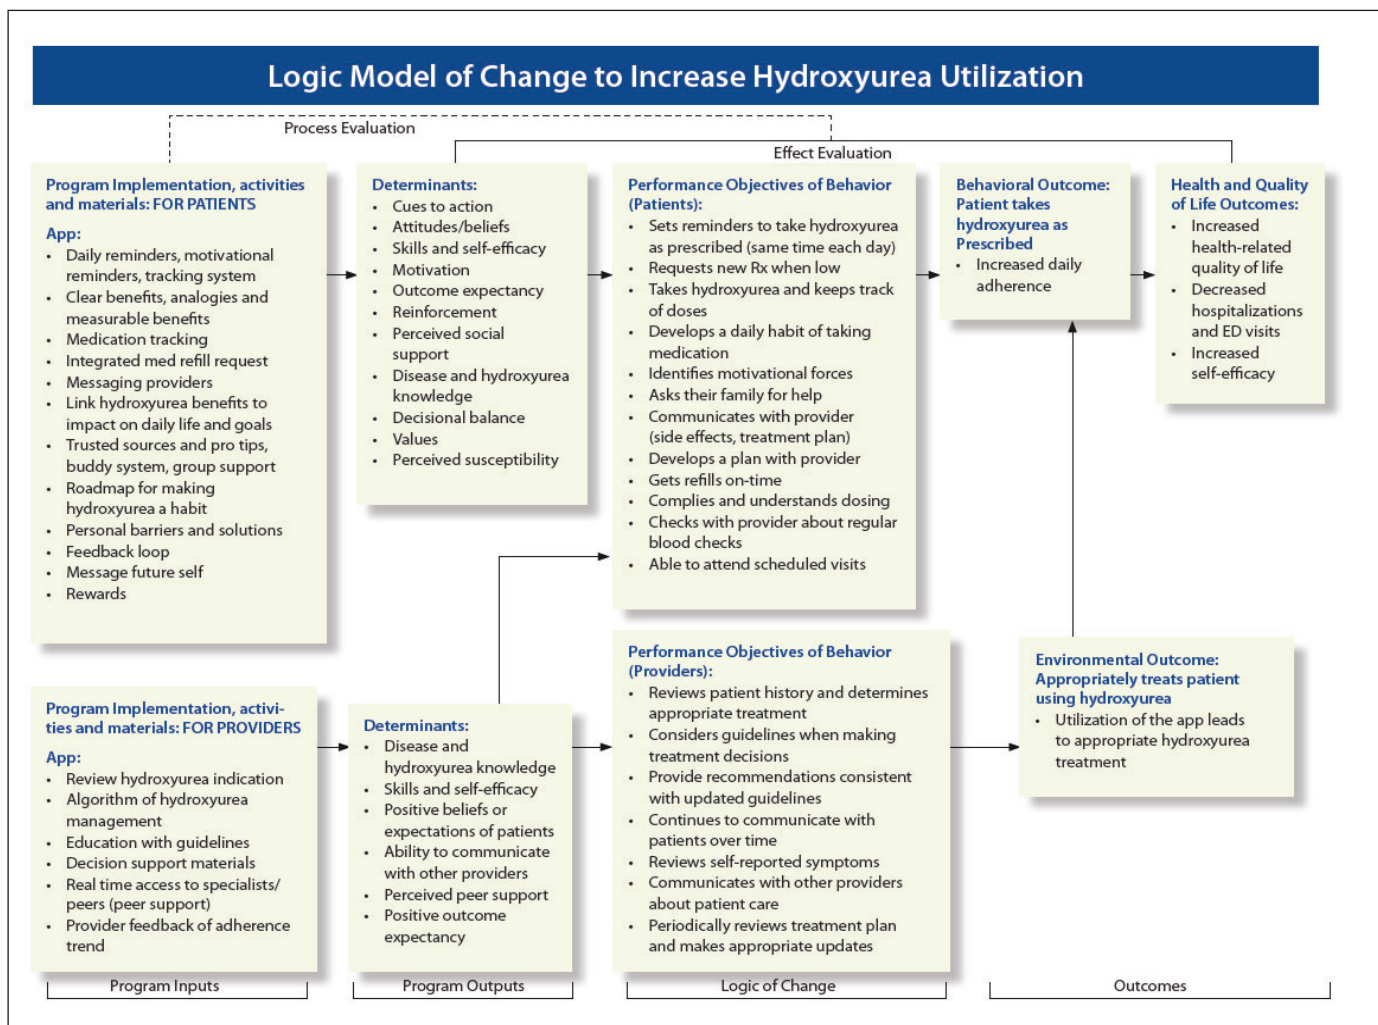 Logic Model of Change to Increase Hydroxyurea Utilization
Process Evaluation
Effect Evaluation
Program Implementation, activities
and materials: FOR PATIENTS
App:
• Daily reminders, motivational
reminders, tracking system
• Clear benefits, analogies and
measurable benefits
• Medication tracking
• Integrated med refill request
• Messaging providers
• Link hydroxyurea benefits to
impact on daily life and goals
• Trusted sources and pro tips,
buddy system, group support
• Roadmap for making
hydroxyurea a habit
• Personal barriers and solutions
• Feedback loop
• Message future self
• Rewards
Determinants:
• Cues to action
• Attitudes/beliefs
• Skills and self-efficacy
• Motivation
• Outcome expectancy
• Reinforcement
• Perceived social
support
• Disease and hydroxyurea
knowledge
• Decisional balance
• Values
• Perceived susceptibility
Performance Objectives of Behavior
(Patients):
• Sets reminders to take hydroxyurea
as prescribed (same time each day)
• Requests new Rx when low
• Takes hydroxyurea and keeps track
of doses
• Develops a daily habit of taking
medication
• Identifies motivational forces
• Asks their family for help
• Communicates with provider
(side effects, treatment plan)
• Develops a plan with provider
• Gets refills on-time
• Complies and understands dosing
• Checks with provider about regular
blood checks
• Able to attend scheduled visits
Behavioral Outcome:
Patient takes
hydroxyurea as
Prescribed
• Increased daily
adherence
Health and Quality
of Life Outcomes:
• Increased
health-related
quality of life
• Decreased
hospitalizations
and ED visits
• Increased
self-efficacy
Program Implementation, activi-
ties and materials: FOR PROVIDERS
App:
• Review hydroxyurea indication
• Algorithm of hydroxyurea
management
• Education with guidelines
• Decision support materials
• Real time access to specialists/
peers (peer support)
• Provider feedback of adherence
trend
Determinants:
• Disease and
hydroxyurea knowledge
• Skills and self-efficacy
• Positive beliefs or
expectations of patients
• Ability to communicate
with other providers
• Perceived peer support
• Positive outcome
expectancy
Performance Objectives of Behavior
(Providers):
• Reviews patient history and determines
appropriate treatment
• Considers guidelines when making
treatment decisions
• Provide recommendations consistent
with updated guidelines
• Continues to communicate with
patients over time
• Reviews self-reported symptoms
• Communicates with other providers
about patient care
• Periodically reviews treatment plan
and makes appropriate updates
Environmental Outcome:
Appropriately treats patient
using hydroxyurea
• Utilization of the app leads
to appropriate hydroxyurea
treatment
Program Inputs
Program Outputs
Logic of Change
Outcomes